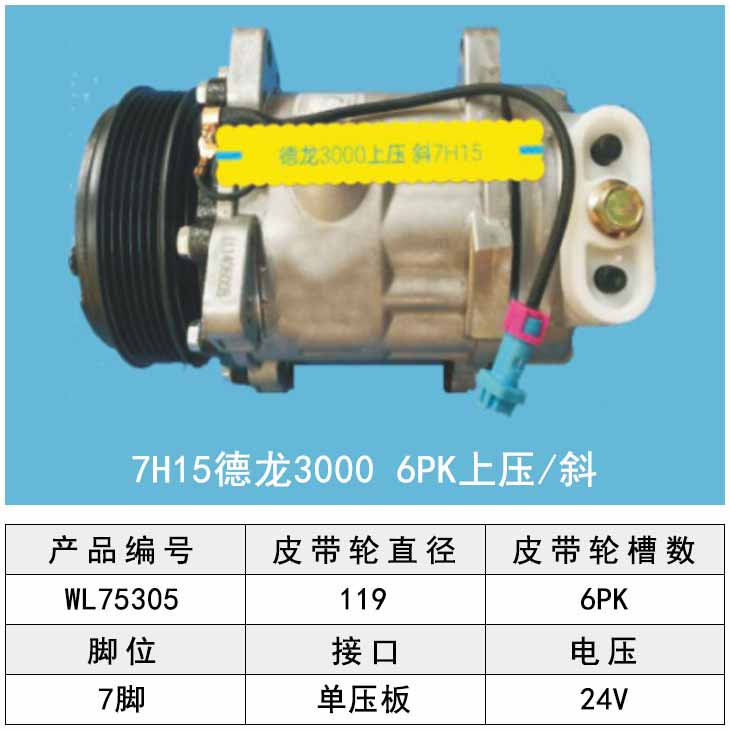 德龙3000上压 斜7H15
7H15德龙3000 6PK上压/斜
产品编号 皮带轮直径 皮带轮槽数
WL75305 119 6PK
脚位 接口 电压
7脚 单压板 24V